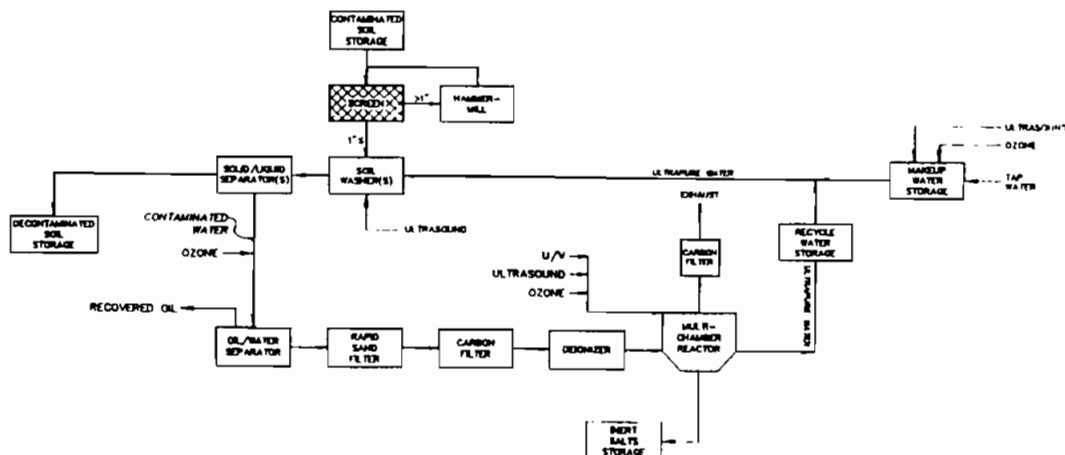 CONTAMINATED
SOIL
STORAGE
SCREEN
>1"
HAMMER-
MILL
1"≤
SOLID/LIQUID
SEPARATOR(S)
SOIL
WASHER(S)
ULTRAPURE WATER
MAKEUP
WATER
STORAGE
ULTRASOUND
OZONE
TAP
WATER
DECONTAMINATED
SOIL
STORAGE
CONTAMINATED
WATER
OZONE
ULTRASOUND
EXHAUST
CARBON
FILTER
RECYCLE
WATER
STORAGE
ULTRAPURE WATER
U/V
ULTRASOUND
OZONE
RECOVERED OIL
OIL/WATER
SEPARATOR
RAPID
SAND
FILTER
CARBON
FILTER
DEIONIZER
MULTI-
CHAMBER
REACTOR
INERT
SALTS
STORAGE